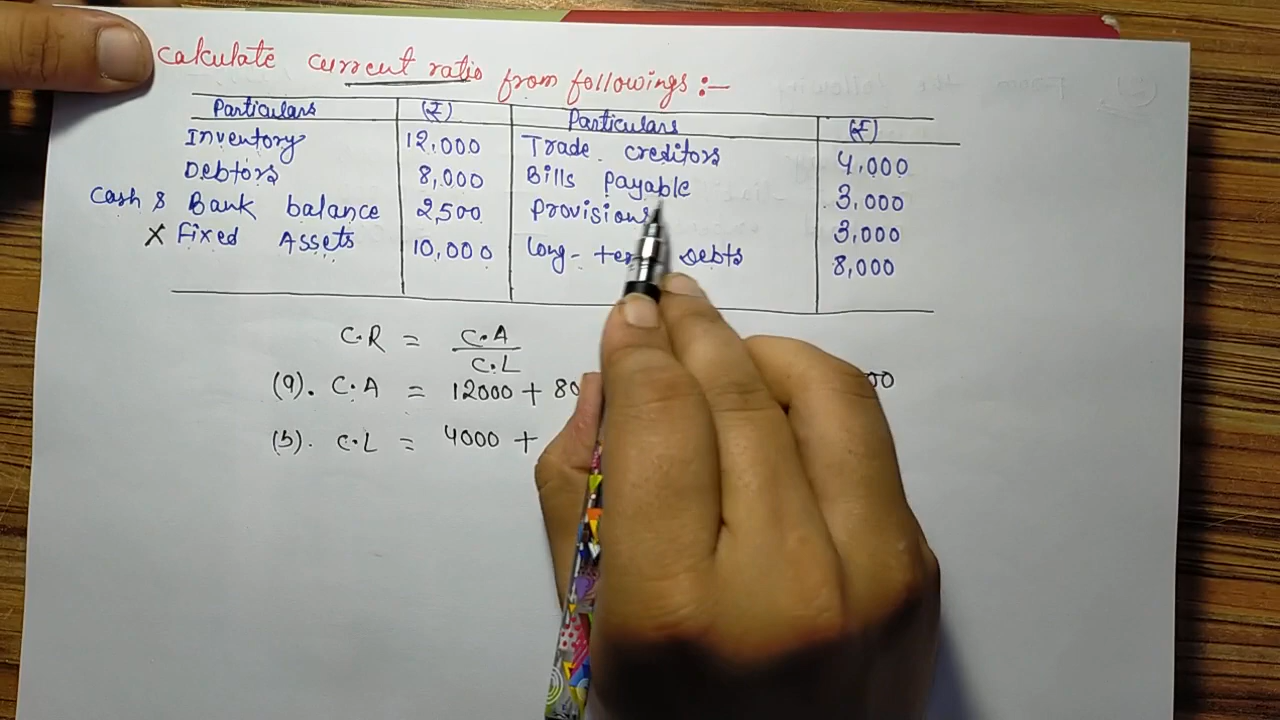 Calculate current ratio from followings :-
Particulars (₹) Particulars (₹)
Inventory 12,000 Trade creditors 4,000
Debtors 8,000 Bills Payable 3,000
Cash & Bank balance 2,500 Provisions 3,000
X Fixed Assets 10,000 Long-term Debts 8,000
C.R = C.A
C.L
(a). C.A = 12000 + 80
(b). C.L = 4000 +